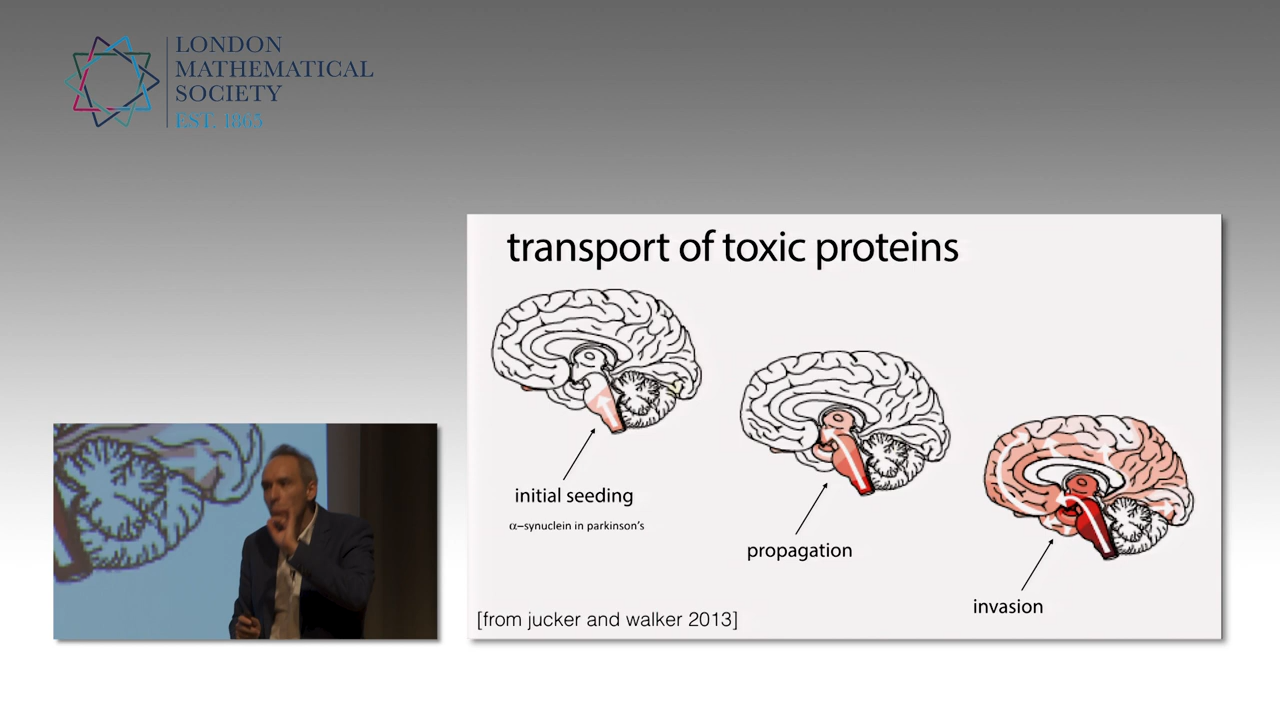 LONDON
MATHEMATICAL
SOCIETY
EST. 1865
transport of toxic proteins
initial seeding
α–synuclein in parkinson's
propagation
invasion
[from jucker and walker 2013]